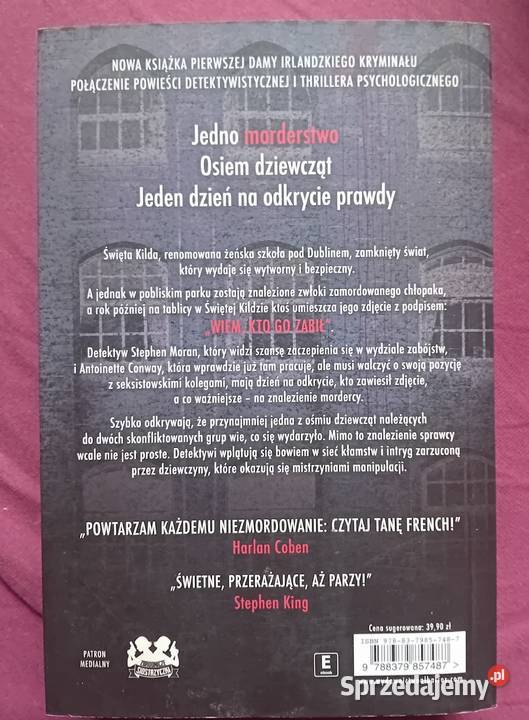 NOWA KSIĄŻKA PIERWSZEJ DAMY IRLANDZKIEGO KRYMINAŁU
POŁĄCZENIE POWIEŚCI DETEKTYWISTYCZNEJ I THRILLERA PSYCHOLOGICZNEGO
Jedno morderstwo
Osiem dziewcząt
Jeden dzień na odkrycie prawdy
Święta Kilda, renomowana żeńska szkoła pod Dublinem, zamknięty świat,
który wydaje się wytworny i bezpieczny.
A jednak w pobliskim parku zostają znalezione zwłoki zamordowanego chłopaka,
a rok później na tablicy w Świętej Kildzie ktoś umieszcza jego zdjęcie z podpisem:
„WIEM, KTO GO ZABIŁ”.
Detektyw Stephen Moran, który widzi szansę zaczepienia się w wydziale zabójstw,
i Antoinette Conway, która wprawdzie już tam pracuje, ale musi walczyć o swoją pozycję
z seksistowskimi kolegami, mają dzień na odkrycie, kto zawiesił zdjęcie,
a co ważniejsze – na znalezienie mordercy.
Szybko odkrywają, że przynajmniej jedna z ośmiu dziewcząt należących
do dwóch skonfliktowanych grup wie, co się wydarzyło. Mimo to znalezienie sprawcy
wcale nie jest proste. Detektywi wplątują się bowiem w sieć kłamstw i intryg zarzuconą
przez dziewczyny, które okazują się mistrzyniami manipulacji.
„POWTARZAM KAŻDEMU NIEZMORDOWANIE: CZYTAJ TANĘ FRENCH!”
Harlan Coben
„ŚWIETNE, PRZERAŻAJĄCE, AŻ PARZY!”
Stephen King
Cena sugerowana: 39,90 zł
ISBN 978-83-7985-748-7
9 788379 857487
PATRON
MEDIALNY
E
ebook
Sprzedajemy.pl